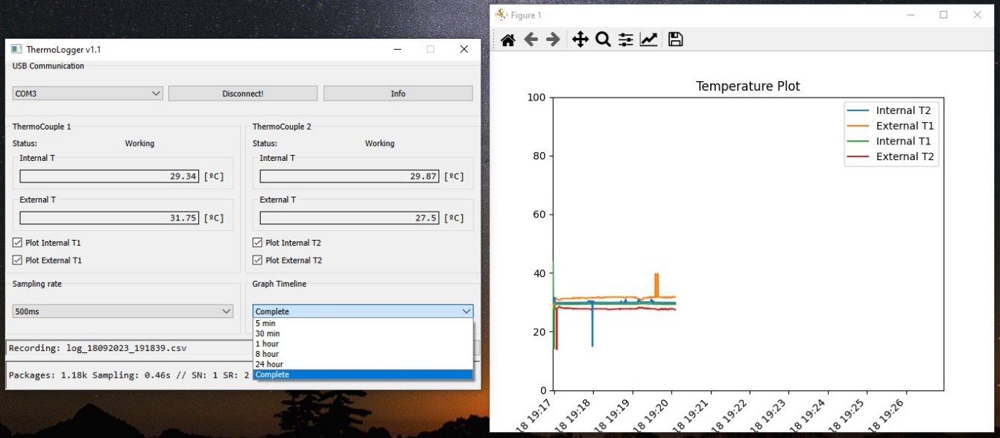 ThermoLogger v1.1
USB Communication
COM3
Disconnect!
Info
ThermoCouple 1
Status: Working
Internal T
29.34 [ºC]
External T
31.75 [ºC]
Plot Internal T1
Plot External T1
ThermoCouple 2
Status: Working
Internal T
29.87 [ºC]
External T
27.5 [ºC]
Plot Internal T2
Plot External T2
Sampling rate
500ms
Graph Timeline
Complete
5 min
30 min
1 hour
8 hour
24 hour
Complete
Recording: log_18092023_191839.csv
Packages: 1.18k Sampling: 0.46s // SN: 1 SR: 2
Figure 1
Temperature Plot
Internal T2
External T1
Internal T1
External T2
100
80
60
40
20
0
18 19:17
18 19:18
18 19:19
18 19:20
18 19:21
18 19:22
18 19:23
18 19:24
18 19:25
18 19:26